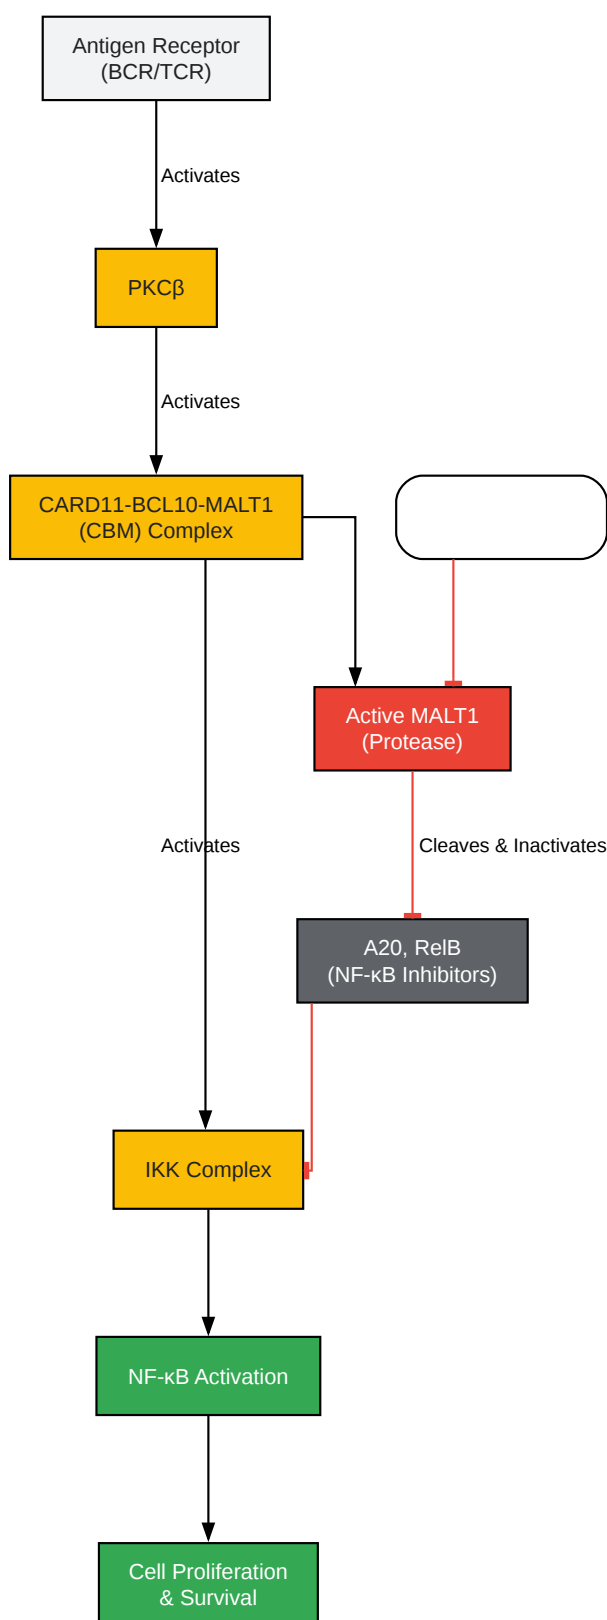 Antigen Receptor
(BCR/TCR)
Activates
PKCβ
Activates
CARD11-BCL10-MALT1
(CBM) Complex
Active MALT1
(Protease)
Activates
Cleaves & Inactivates
A20, RelB
(NF-κB Inhibitors)
IKK Complex
NF-κB Activation
Cell Proliferation
& Survival